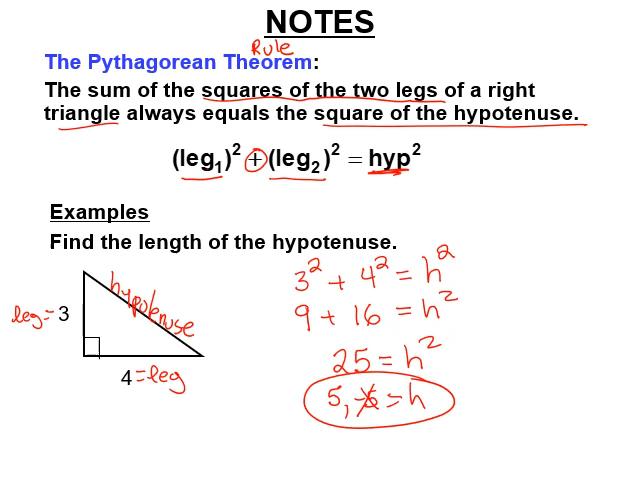 NOTES
Rule
The Pythagorean Theorem:
The sum of the squares of the two legs of a right
triangle always equals the square of the hypotenuse.
(leg₁)² + (leg₂)² = hyp²
Examples
Find the length of the hypotenuse.
hypotenuse
leg = 3
4 = leg
3² + 4² = h²
9 + 16 = h²
25 = h²
5, -5 = h